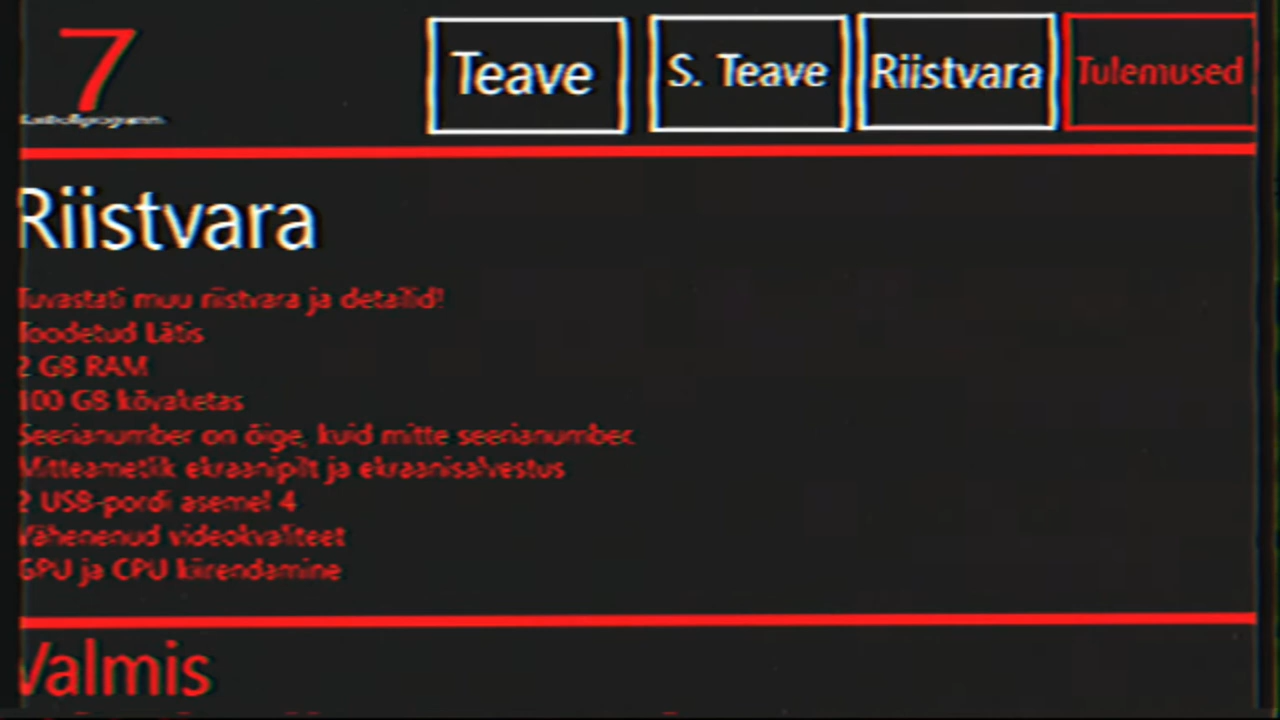 7
Teave
S. Teave
Riistvara
Tulemused
Riistvara
Tuvastati muu riistvara ja detailid!
Toodetud Lätis
2 GB RAM
100 GB kõvaketas
Seerianumber on õige, kuid mitte seerianumber.
Mitteametlik ekraanipilt ja ekraanisalvestus
2 USB-pordi asemel 4
Vähenenud videokvaliteet
GPU ja CPU kiirendamine
Valmis